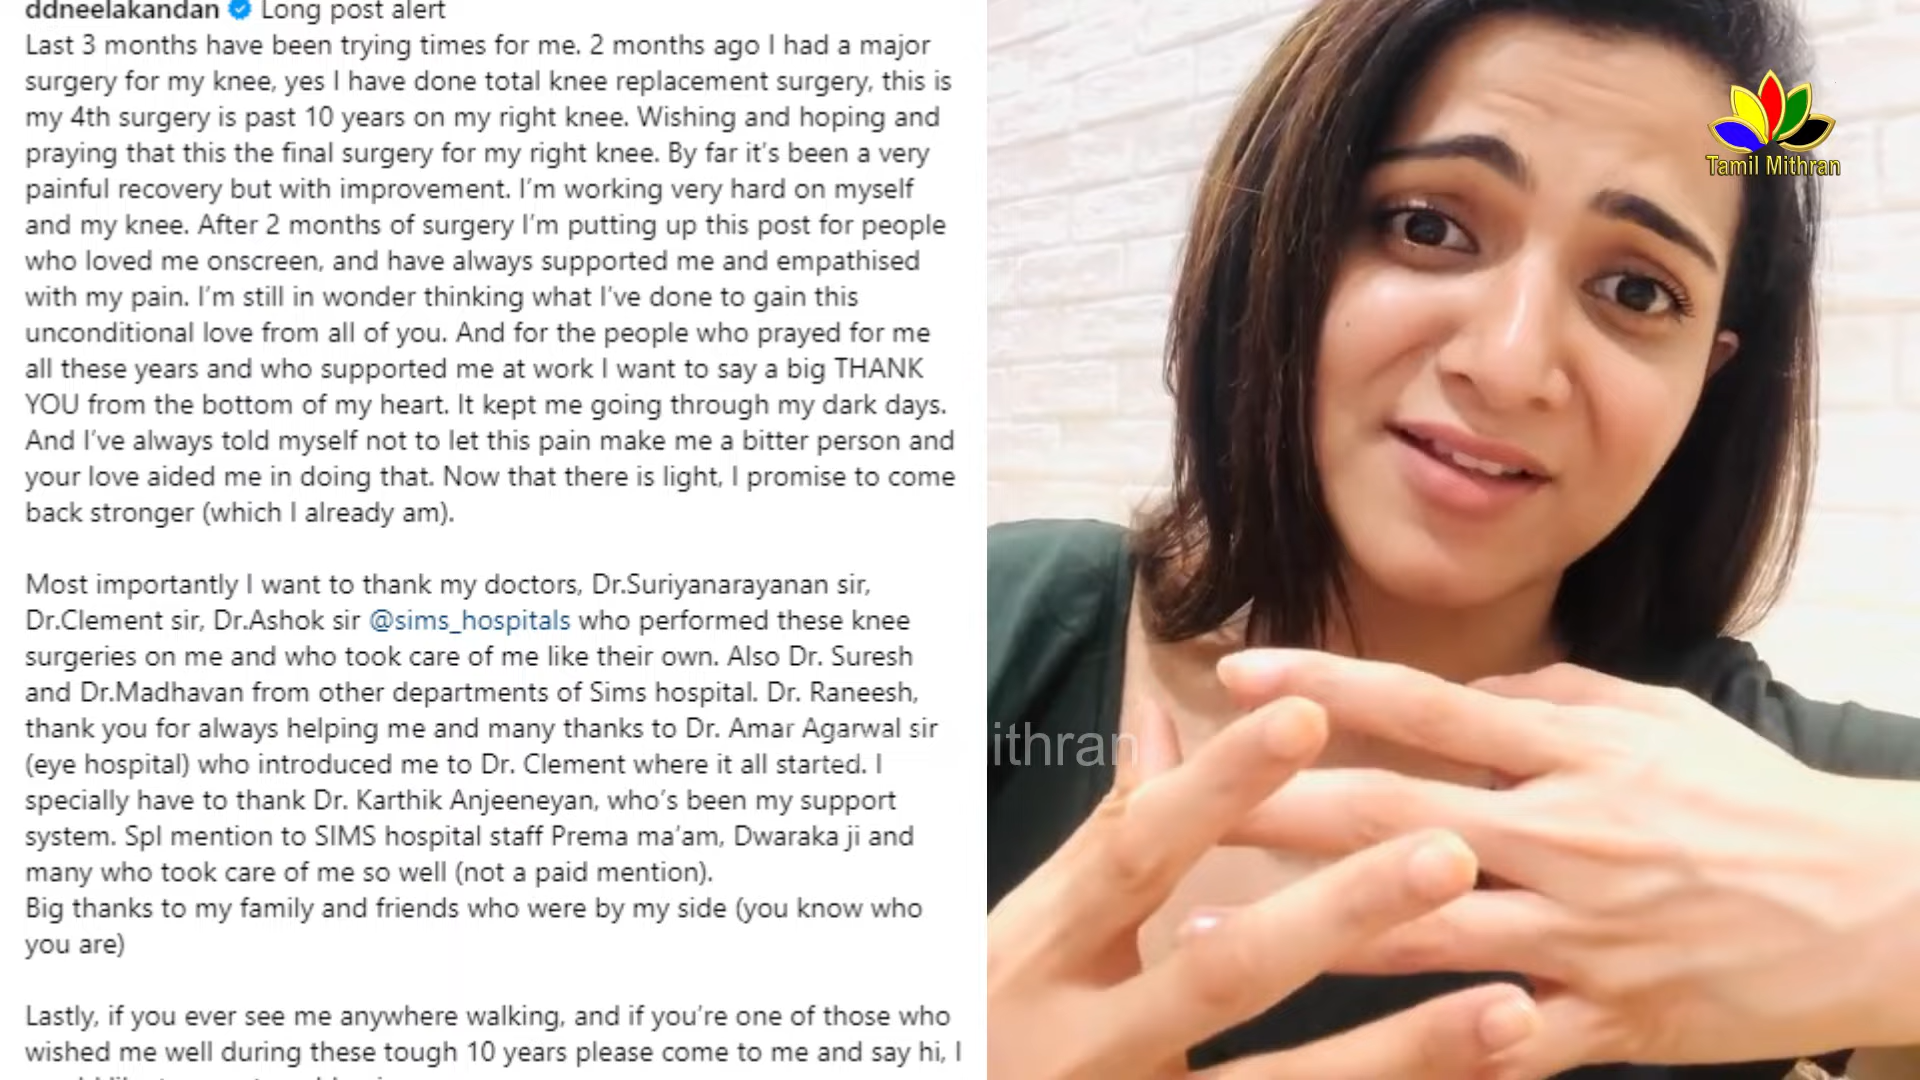 ddneelakandan Long post alert
Last 3 months have been trying times for me. 2 months ago I had a major
surgery for my knee, yes I have done total knee replacement surgery, this is
my 4th surgery is past 10 years on my right knee. Wishing and hoping and
praying that this the final surgery for my right knee. By far it's been a very
painful recovery but with improvement. I'm working very hard on myself
and my knee. After 2 months of surgery I'm putting up this post for people
who loved me onscreen, and have always supported me and empathised
with my pain. I'm still in wonder thinking what I've done to gain this
unconditional love from all of you. And for the people who prayed for me
all these years and who supported me at work I want to say a big THANK
YOU from the bottom of my heart. It kept me going through my dark days.
And I've always told myself not to let this pain make me a bitter person and
your love aided me in doing that. Now that there is light, I promise to come
back stronger (which I already am).
Most importantly I want to thank my doctors, Dr.Suriyanarayanan sir,
Dr.Clement sir, Dr.Ashok sir @sims_hospitals who performed these knee
surgeries on me and who took care of me like their own. Also Dr. Suresh
and Dr.Madhavan from other departments of Sims hospital. Dr. Raneesh,
thank you for always helping me and many thanks to Dr. Amar Agarwal sir
(eye hospital) who introduced me to Dr. Clement where it all started. I
specially have to thank Dr. Karthik Anjeeneyan, who's been my support
system. Spl mention to SIMS hospital staff Prema ma'am, Dwaraka ji and
many who took care of me so well (not a paid mention).
Big thanks to my family and friends who were by my side (you know who
you are)
Lastly, if you ever see me anywhere walking, and if you're one of those who
wished me well during these tough 10 years please come to me and say hi, I
Tamil Mithran
ithran